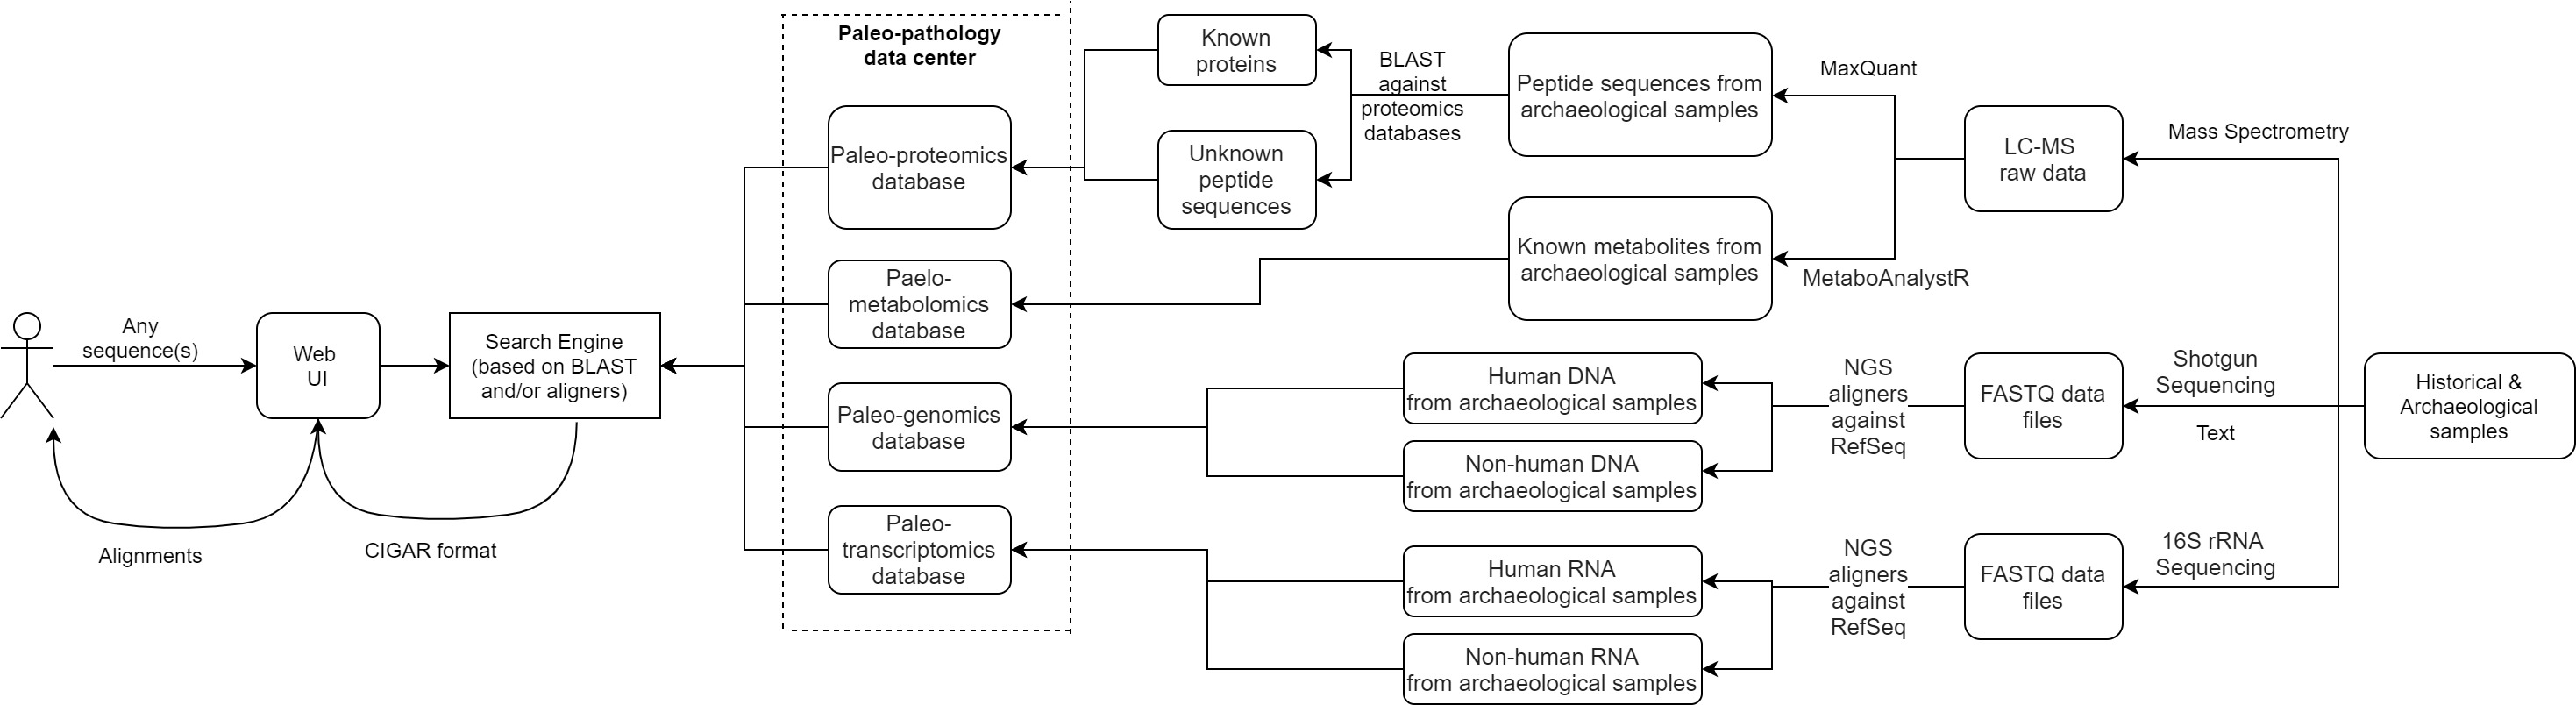 Any
sequence(s)
Web
UI
Search Engine
(based on BLAST
and/or aligners)
Alignments
CIGAR format
Paleo-pathology
data center
Paleo-proteomics
database
Paelo-
metabolomics
database
Paleo-genomics
database
Paleo-
transcriptomics
database
Known
proteins
Unknown
peptide
sequences
BLAST
against
proteomics
databases
Peptide sequences from
archaeological samples
Known metabolites from
archaeological samples
MaxQuant
MetaboAnalystR
LC-MS
raw data
Mass Spectrometry
Human DNA
from archaeological samples
Non-human DNA
from archaeological samples
NGS
aligners
against
RefSeq
FASTQ data
files
Shotgun
Sequencing
Text
Historical &
Archaeological
samples
Human RNA
from archaeological samples
Non-human RNA
from archaeological samples
NGS
aligners
against
RefSeq
FASTQ data
files
16S rRNA
Sequencing